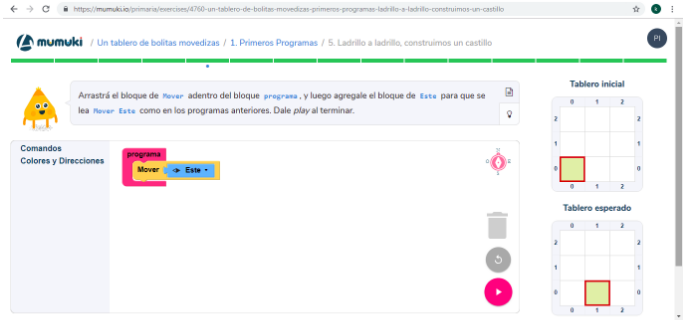 https://mumuki.io/primaria/exercises/4760-un-tablero-de-bolitas-movedizas-primeros-programas-ladrillo-a-ladrillo-construimos-un-castillo
mumuki / Un tablero de bolitas movedizas / 1. Primeros Programas / 5. Ladrillo a ladrillo, construimos un castillo
PI
Arrastrá el bloque de Mover adentro del bloque programa, y luego agregale el bloque de Este para que se
lea Mover Este como en los programas anteriores. Dale play al terminar.
Tablero inicial
0 1 2
2 2
1 1
0 0
0 1 2
Comandos
Colores y Direcciones
programa
Mover Este
N
O E
S
Tablero esperado
0 1 2
2 2
1 1
0 0
0 1 2